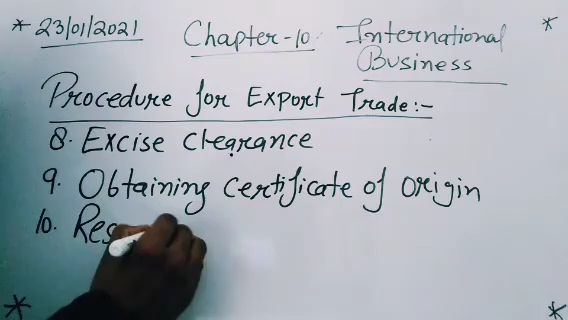 * 23/01/2021 Chapter-10 International *
Business
Procedure for Export Trade:-
8. Excise Clearance
9. Obtaining Certificate of Origin
10. Res
* *